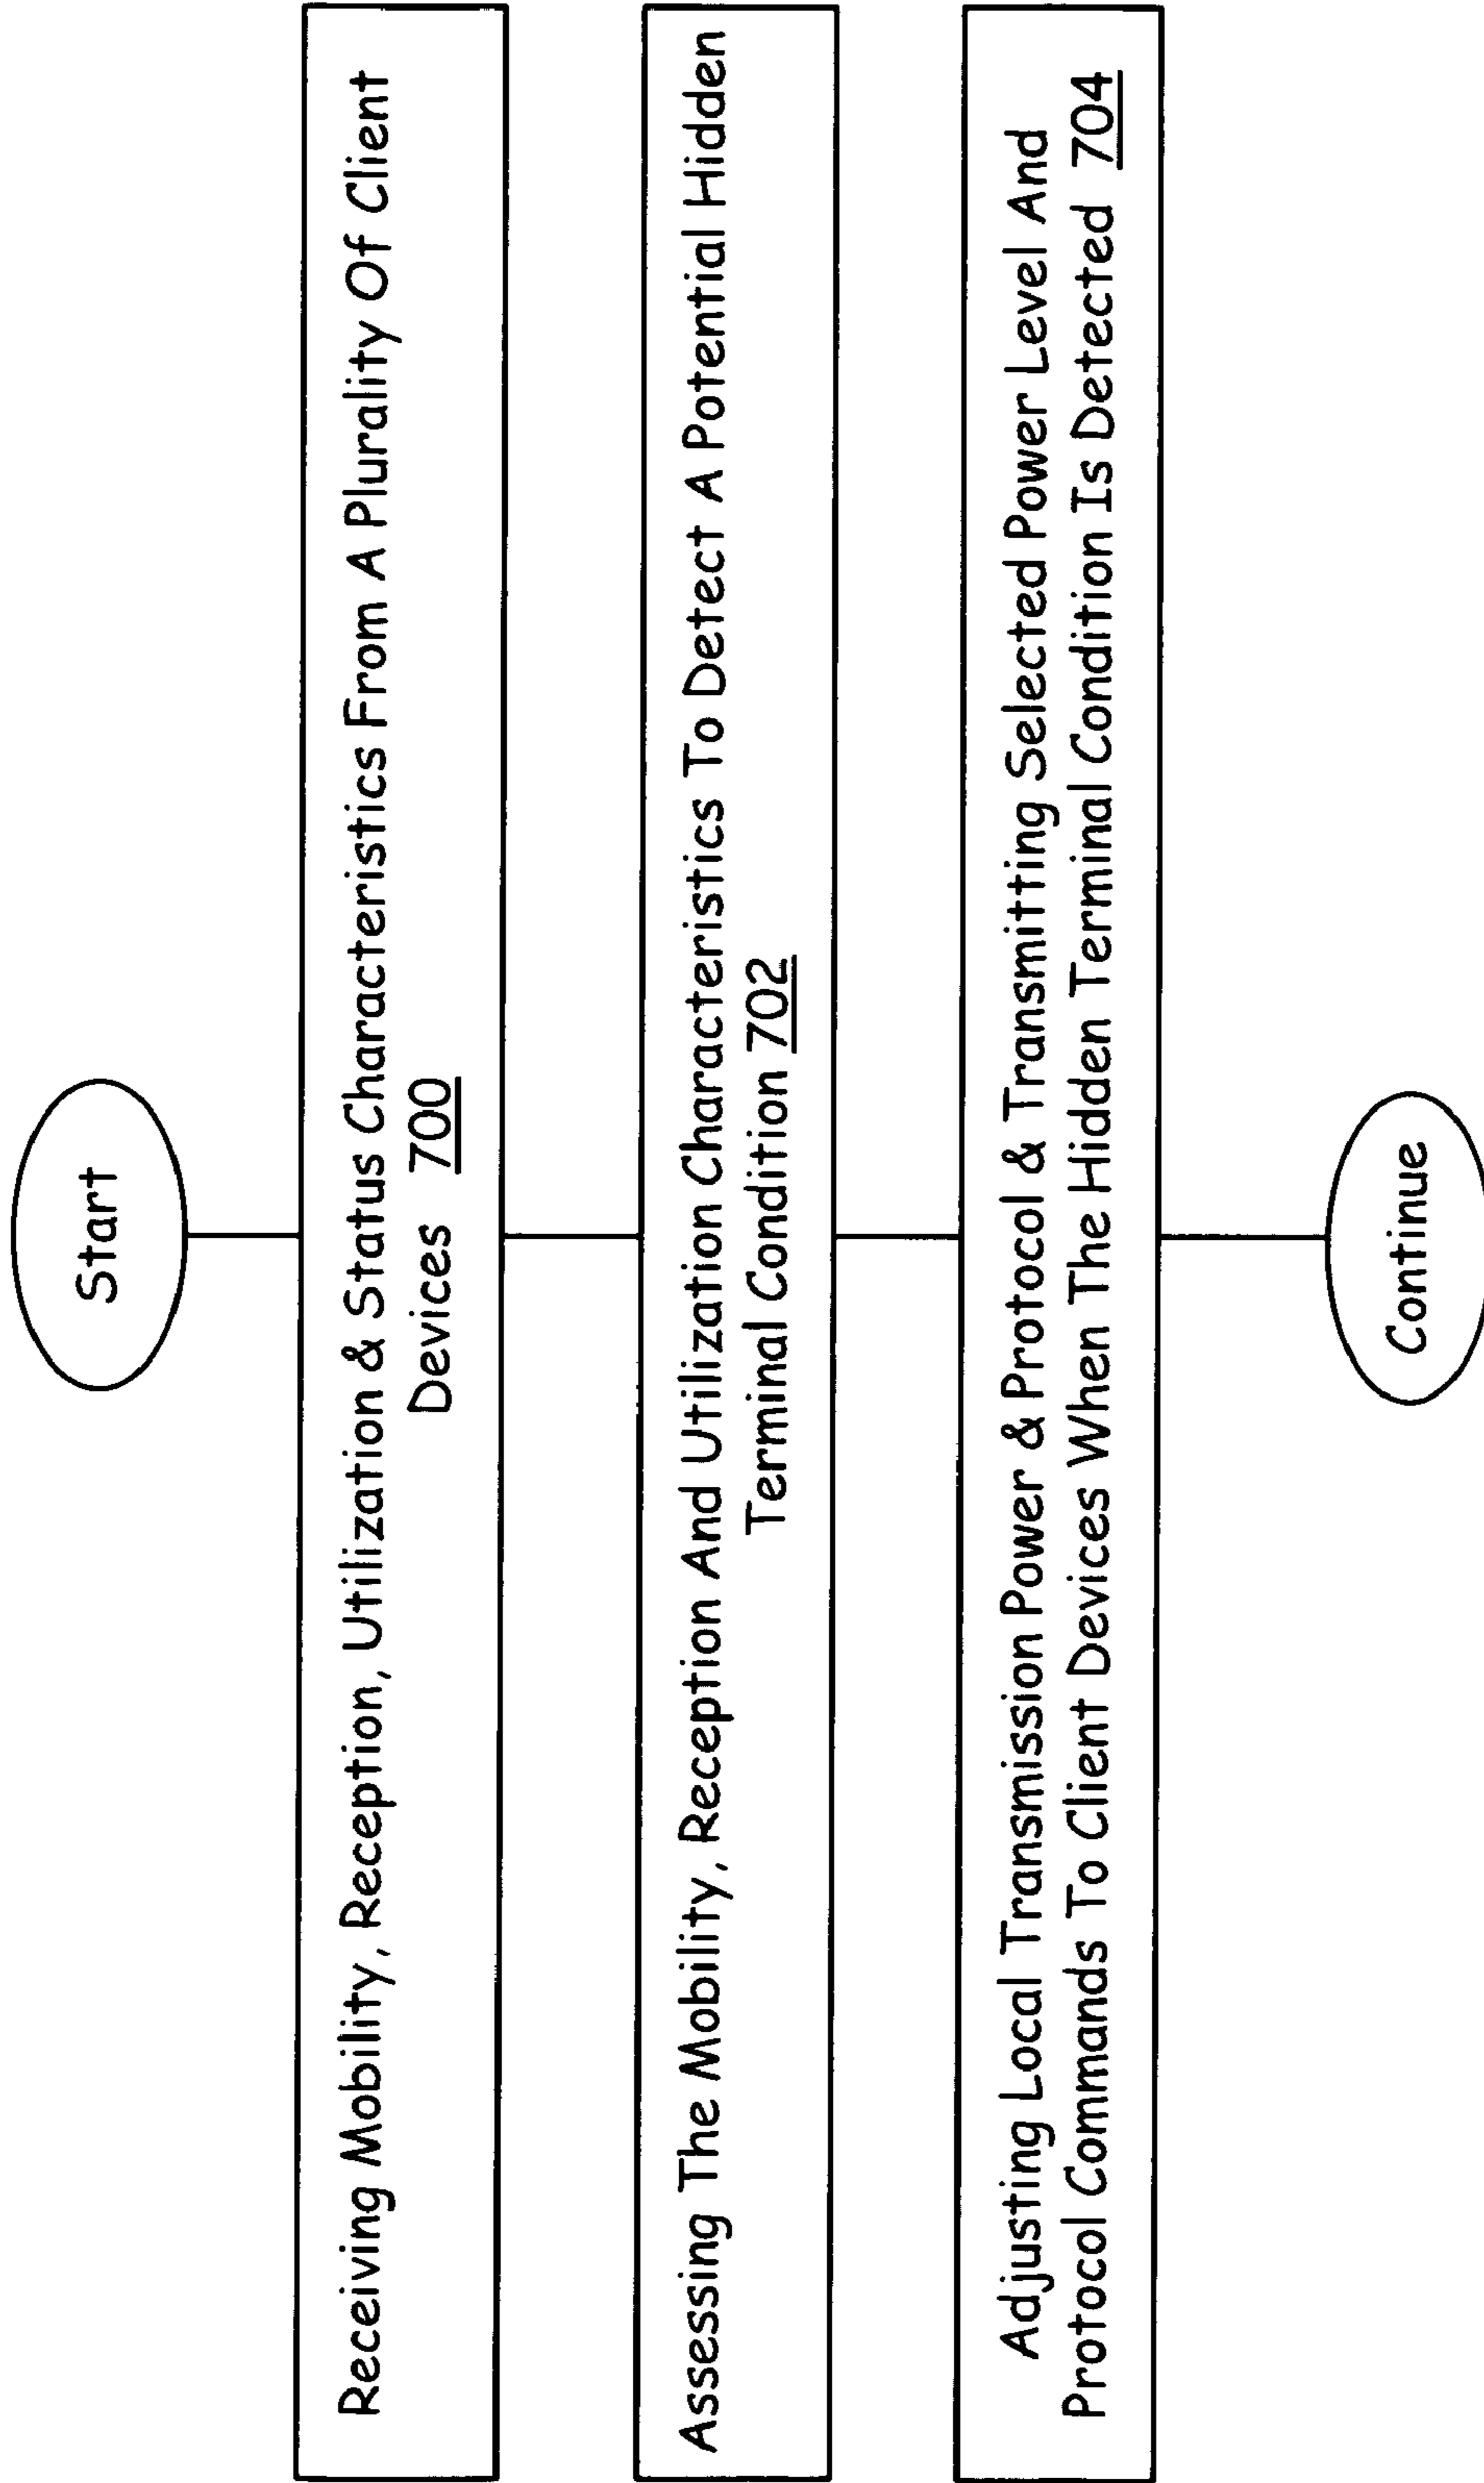 Start
Receiving Mobility, Reception, Utilization & Status Characteristics From A Plurality Of Client
Devices 700
Assessing The Mobility, Reception And Utilization Characteristics To Detect A Potential Hidden
Terminal Condition 702
Adjusting Local Transmission Power & Protocol & Transmitting Selected Power Level And
Protocol Commands To Client Devices When The Hidden Terminal Condition Is Detected 704
Continue